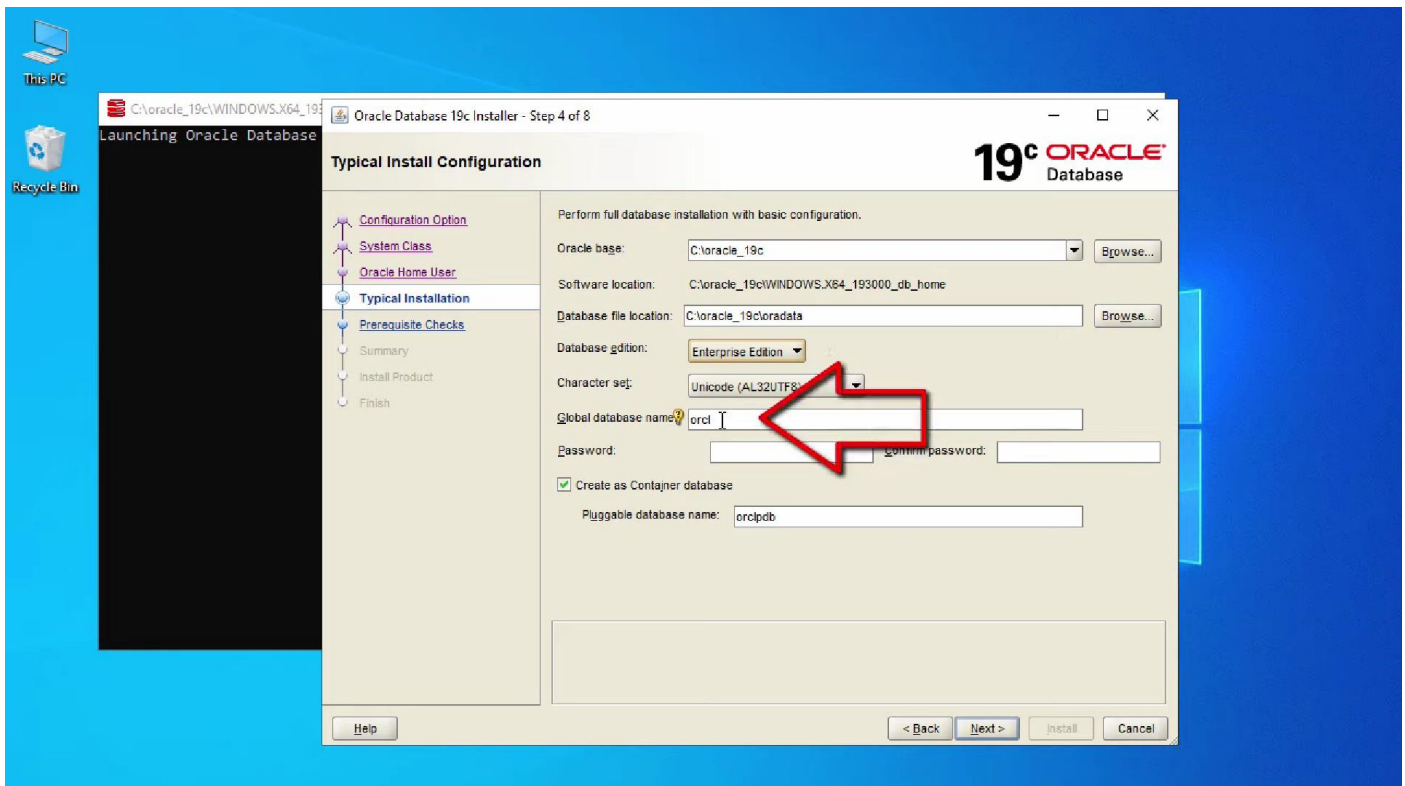 This PC
Recycle Bin
C:\oracle_19c\WINDOWS.X64_193
Launching Oracle Database
Oracle Database 19c Installer - Step 4 of 8
Typical Install Configuration
19c ORACLE
Database
Configuration Option
System Class
Oracle Home User
Typical Installation
Prerequisite Checks
Summary
Install Product
Finish
Perform full database installation with basic configuration.
Oracle base: C:\oracle_19c Browse...
Software location: C:\oracle_19c\WINDOWS.X64_193000_db_home
Database file location: C:\oracle_19c\oradata Browse...
Database edition: Enterprise Edition
Character set: Unicode (AL32UTF8)
Global database name: orcl
Password: Confirm password:
Create as Container database
Pluggable database name: orclpdb
Help < Back Next > Install Cancel